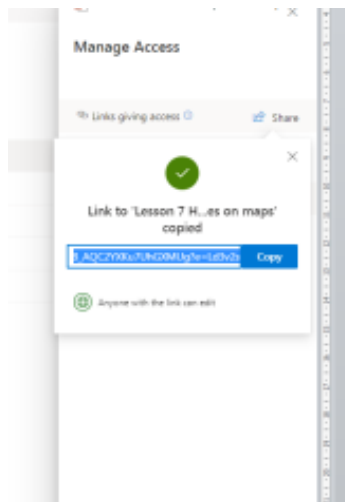 Manage Access
Links giving access
Share
Link to 'Lesson 7 H...es on maps'
copied
Copy
Anyone with the link can edit